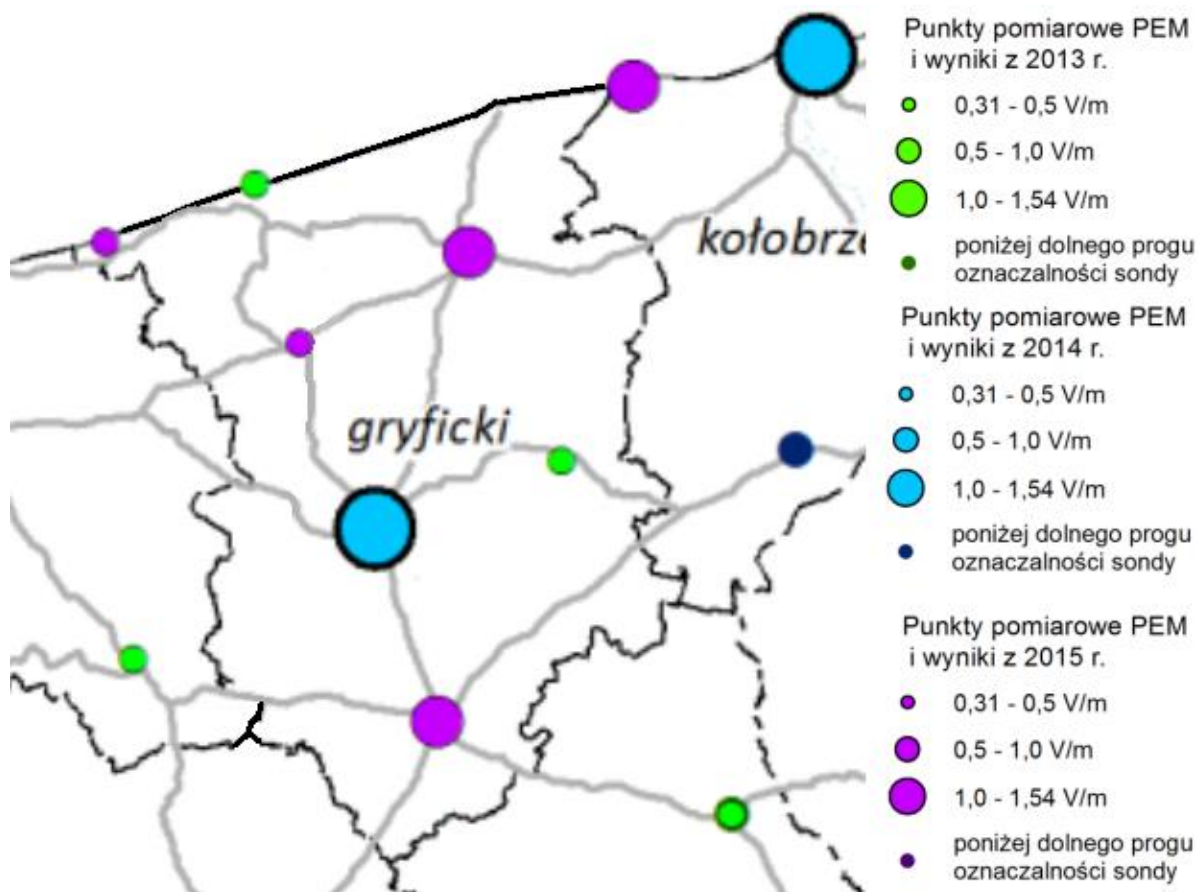 kołobrze
gryficki
Punkty pomiarowe PEM
i wyniki z 2013 r.
0,31 - 0,5 V/m
0,5 - 1,0 V/m
1,0 - 1,54 V/m
poniżej dolnego progu
oznaczalności sondy
Punkty pomiarowe PEM
i wyniki z 2014 r.
0,31 - 0,5 V/m
0,5 - 1,0 V/m
1,0 - 1,54 V/m
poniżej dolnego progu
oznaczalności sondy
Punkty pomiarowe PEM
i wyniki z 2015 r.
0,31 - 0,5 V/m
0,5 - 1,0 V/m
1,0 - 1,54 V/m
poniżej dolnego progu
oznaczalności sondy